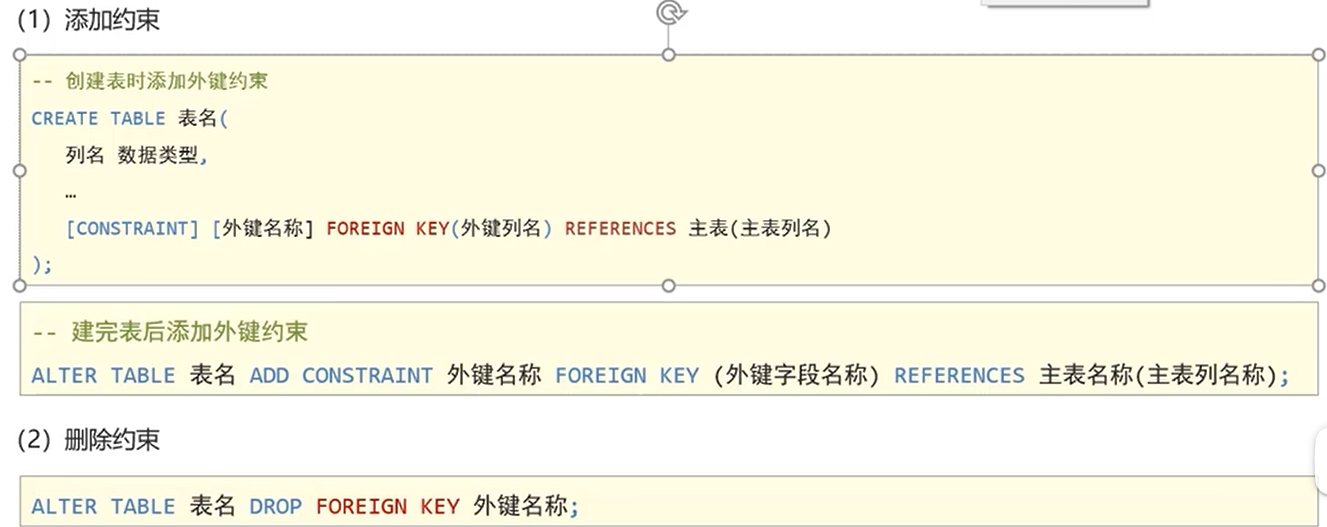 (1) 添加约束
-- 创建表时添加外键约束
CREATE TABLE 表名(
列名 数据类型,
…
[CONSTRAINT] [外键名称] FOREIGN KEY(外键列名) REFERENCES 主表(主表列名)
);
-- 建完表后添加外键约束
ALTER TABLE 表名 ADD CONSTRAINT 外键名称 FOREIGN KEY (外键字段名称) REFERENCES 主表名称(主表列名称);
(2) 删除约束
ALTER TABLE 表名 DROP FOREIGN KEY 外键名称;